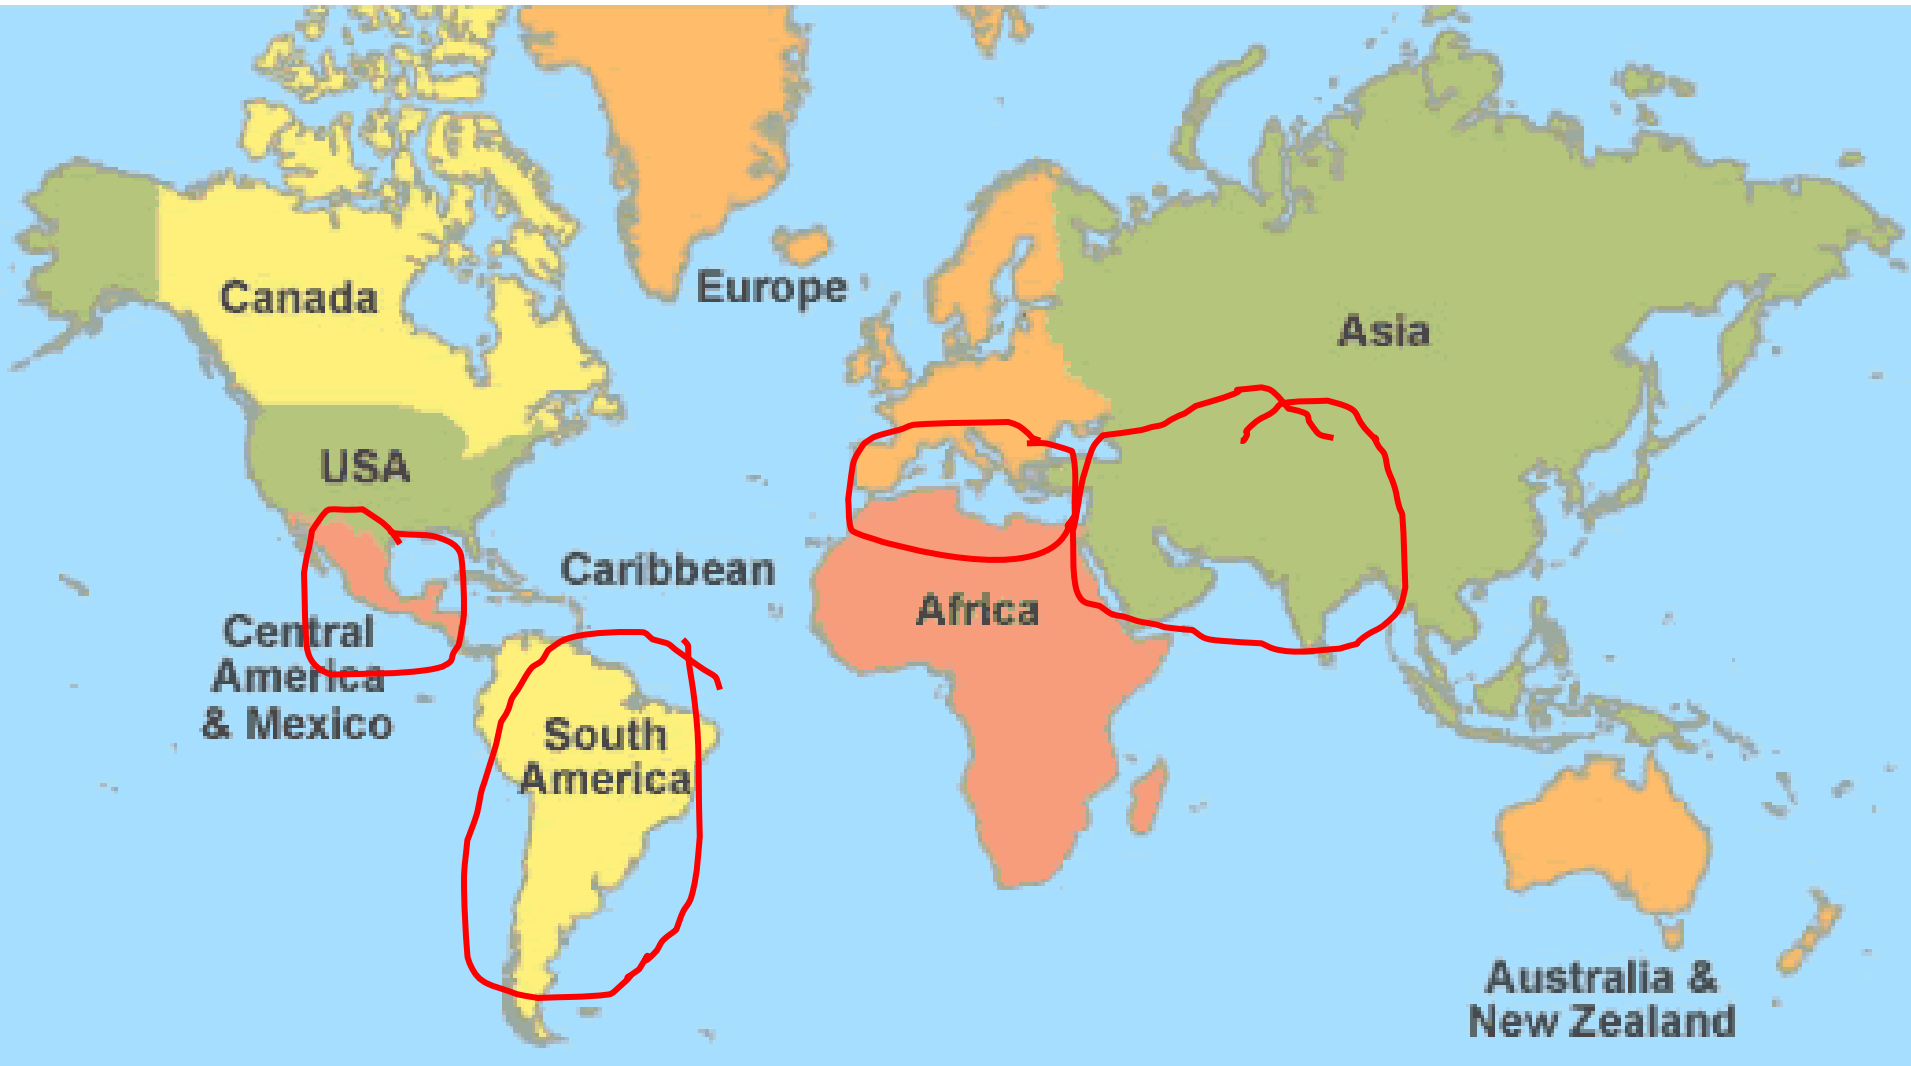 Canada
Europe
Asia
USA
Caribbean
Africa
Central
America
& Mexico
South
America
Australia &
New Zealand